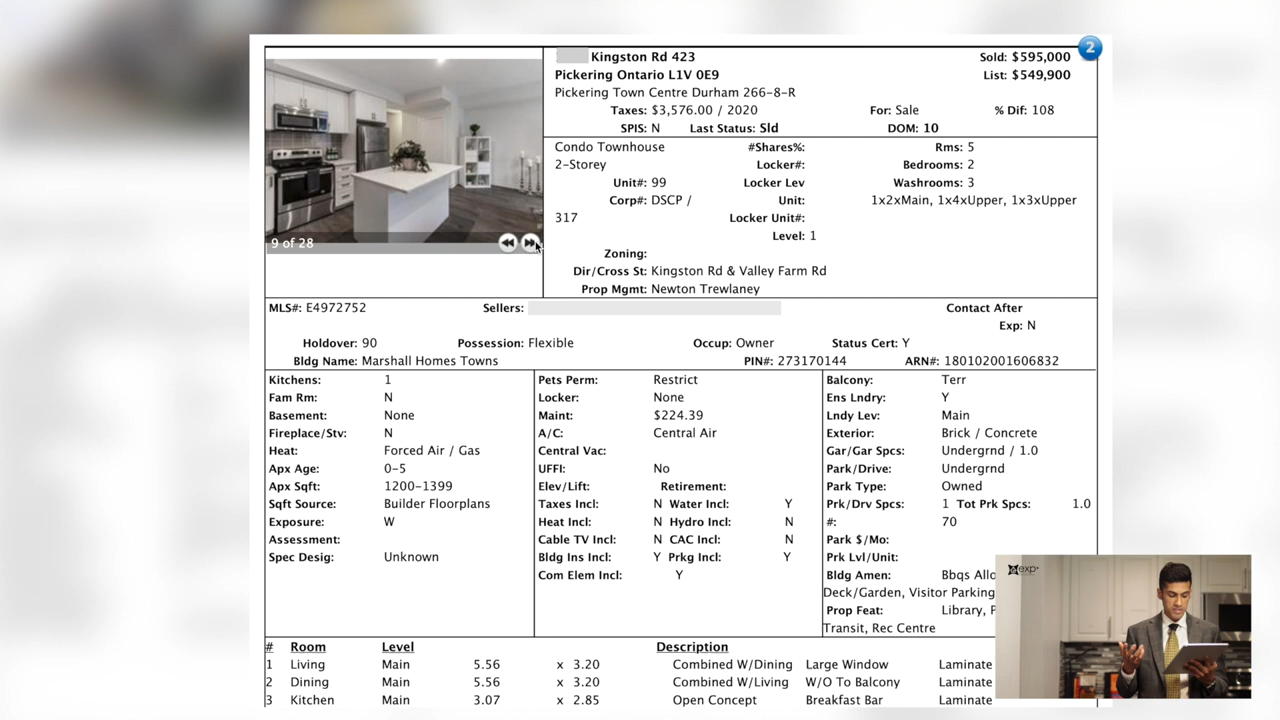 2
Kingston Rd 423 Sold: $595,000
Pickering Ontario L1V 0E9 List: $549,900
Pickering Town Centre Durham 266-8-R
Taxes: $3,576.00 / 2020 For: Sale % Dif: 108
SPIS: N Last Status: Sld DOM: 10
Condo Townhouse #Shares%: Rms: 5
2-Storey Locker#: Bedrooms: 2
Unit#: 99 Locker Lev Washrooms: 3
Corp#: DSCP / Unit: 1x2xMain, 1x4xUpper, 1x3xUpper
317 Locker Unit#:
Level: 1
9 of 28
Zoning:
Dir/Cross St: Kingston Rd & Valley Farm Rd
Prop Mgmt: Newton Trewlaney
MLS#: E4972752 Sellers: Contact After
Exp: N
Holdover: 90 Possession: Flexible Occup: Owner Status Cert: Y
Bldg Name: Marshall Homes Towns PIN#: 273170144 ARN#: 180102001606832
Kitchens: 1 Pets Perm: Restrict Balcony: Terr
Fam Rm: N Locker: None Ens Lndry: Y
Basement: None Maint: $224.39 Lndy Lev: Main
Fireplace/Stv: N A/C: Central Air Exterior: Brick / Concrete
Heat: Forced Air / Gas Central Vac: Gar/Gar Spcs: Undergrnd / 1.0
Apx Age: 0-5 UFFI: No Park/Drive: Undergrnd
Apx Sqft: 1200-1399 Elev/Lift: Retirement: Park Type: Owned
Sqft Source: Builder Floorplans Taxes Incl: N Water Incl: Y Prk/Drv Spcs: 1 Tot Prk Spcs: 1.0
Exposure: W Heat Incl: N Hydro Incl: N #: 70
Assessment: Cable TV Incl: N CAC Incl: N Park $/Mo:
Spec Desig: Unknown Bldg Ins Incl: Y Prkg Incl: Y Prk Lvl/Unit:
Com Elem Incl: Y Bldg Amen: Bbqs Allo
Deck/Garden, Visitor Parking
Prop Feat: Library, P
Transit, Rec Centre
exp
# Room Level Description
1 Living Main 5.56 x 3.20 Combined W/Dining Large Window Laminate
2 Dining Main 5.56 x 3.20 Combined W/Living W/O To Balcony Laminate
3 Kitchen Main 3.07 x 2.85 Open Concept Breakfast Bar Laminate